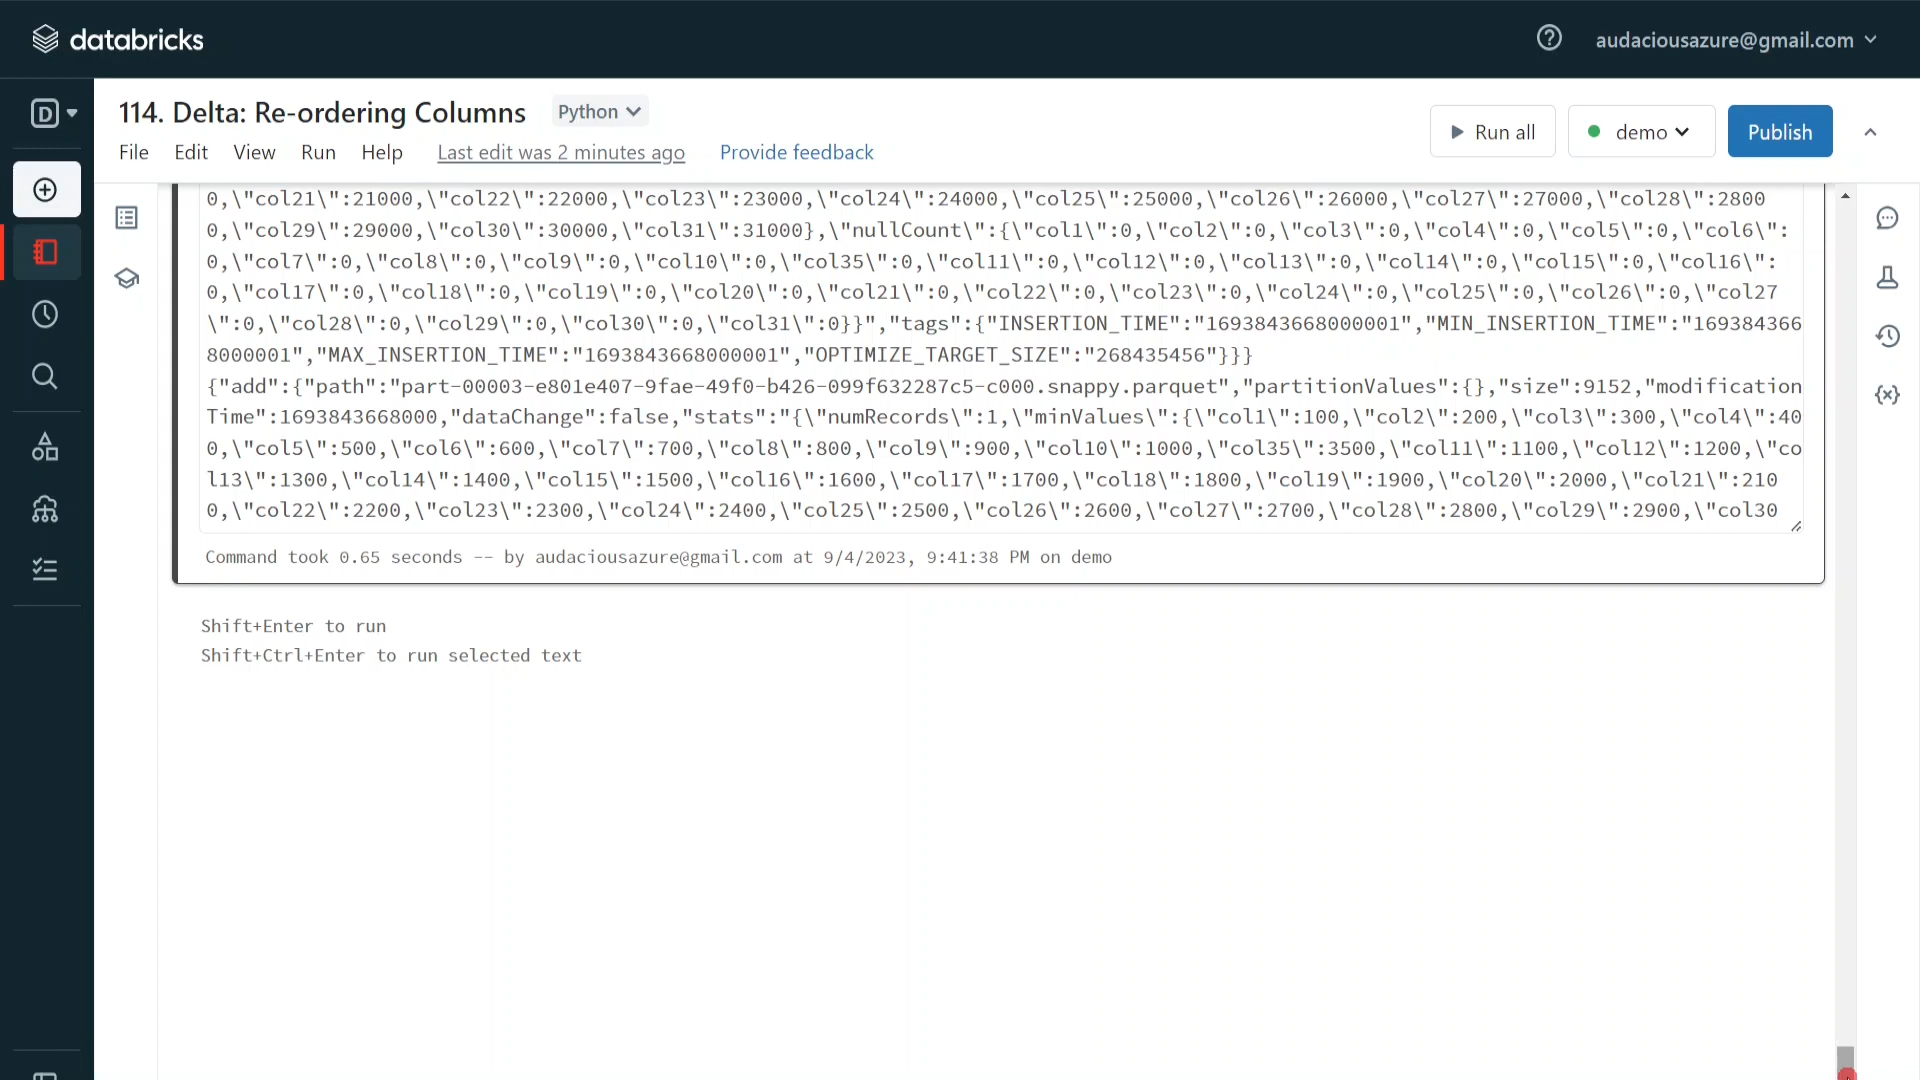 databricks
audaciousazure@gmail.com
D
114. Delta: Re-ordering Columns
Python
File Edit View Run Help Last edit was 2 minutes ago Provide feedback
Run all
demo
Publish
0,\"col21\":21000,\"col22\":22000,\"col23\":23000,\"col24\":24000,\"col25\":25000,\"col26\":26000,\"col27\":27000,\"col28\":2800
0,\"col29\":29000,\"col30\":30000,\"col31\":31000},\"nullCount\":{\"col1\":0,\"col2\":0,\"col3\":0,\"col4\":0,\"col5\":0,\"col6\":
0,\"col7\":0,\"col8\":0,\"col9\":0,\"col10\":0,\"col35\":0,\"col11\":0,\"col12\":0,\"col13\":0,\"col14\":0,\"col15\":0,\"col16\":
0,\"col17\":0,\"col18\":0,\"col19\":0,\"col20\":0,\"col21\":0,\"col22\":0,\"col23\":0,\"col24\":0,\"col25\":0,\"col26\":0,\"col27
\":0,\"col28\":0,\"col29\":0,\"col30\":0,\"col31\":0}}","tags":{"INSERTION_TIME":"1693843668000001","MIN_INSERTION_TIME":"169384366
8000001","MAX_INSERTION_TIME":"1693843668000001","OPTIMIZE_TARGET_SIZE":"268435456"}}}
{"add":{"path":"part-00003-e801e407-9fae-49f0-b426-099f632287c5-c000.snappy.parquet","partitionValues":{},"size":9152,"modification
Time":1693843668000,"dataChange":false,"stats":"{\"numRecords\":1,\"minValues\":{\"col1\":100,\"col2\":200,\"col3\":300,\"col4\":40
0,\"col5\":500,\"col6\":600,\"col7\":700,\"col8\":800,\"col9\":900,\"col10\":1000,\"col35\":3500,\"col11\":1100,\"col12\":1200,\"co
l13\":1300,\"col14\":1400,\"col15\":1500,\"col16\":1600,\"col17\":1700,\"col18\":1800,\"col19\":1900,\"col20\":2000,\"col21\":210
0,\"col22\":2200,\"col23\":2300,\"col24\":2400,\"col25\":2500,\"col26\":2600,\"col27\":2700,\"col28\":2800,\"col29\":2900,\"col30
Command took 0.65 seconds -- by audaciousazure@gmail.com at 9/4/2023, 9:41:38 PM on demo
Shift+Enter to run
Shift+Ctrl+Enter to run selected text